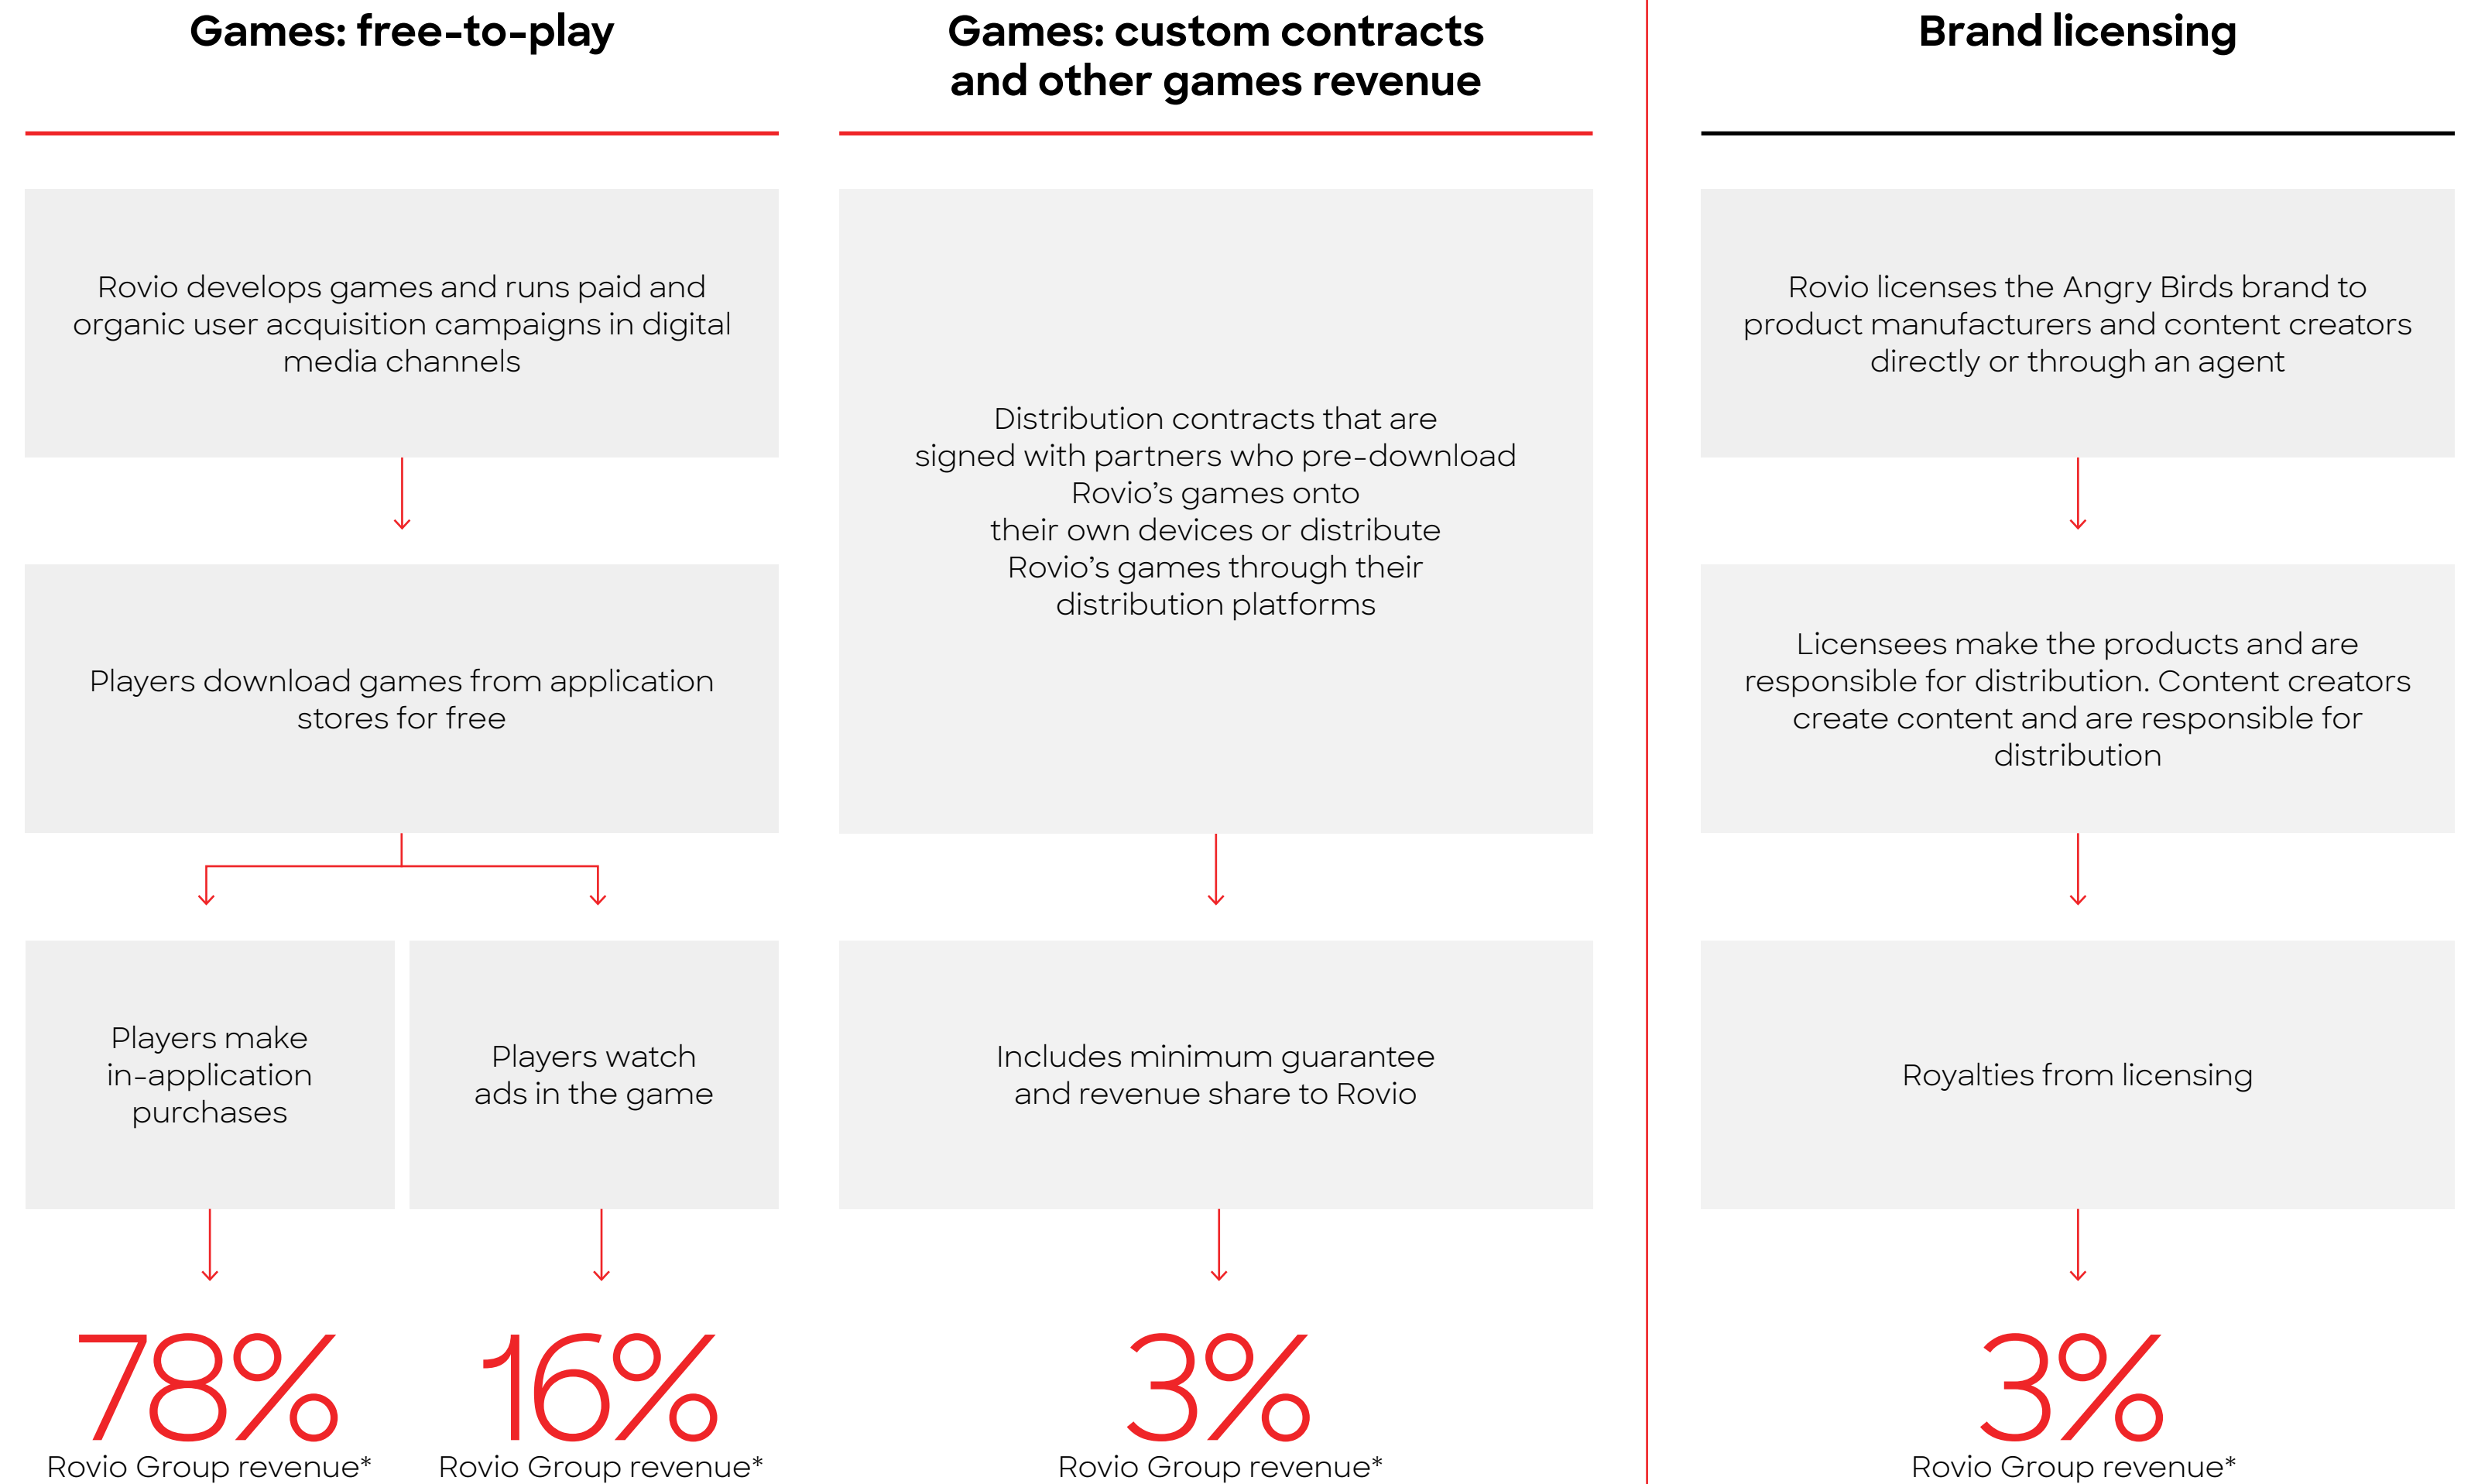 Games: free-to-play
Rovio develops games and runs paid and
organic user acquisition campaigns in digital
media channels
Players download games from application
stores for free
Players make
in-application
purchases
78%
Rovio Group revenue*
Players watch
ads in the game
16%
Rovio Group revenue*
Games: custom contracts
and other games revenue
Distribution contracts that are
signed with partners who pre-download
Rovio’s games onto
their own devices or distribute
Rovio’s games through their
distribution platforms
Includes minimum guarantee
and revenue share to Rovio
3%
Rovio Group revenue*
Brand licensing
Rovio licenses the Angry Birds brand to
product manufacturers and content creators
directly or through an agent
Licensees make the products and are
responsible for distribution. Content creators
create content and are responsible for
distribution
Royalties from licensing
3%
Rovio Group revenue*